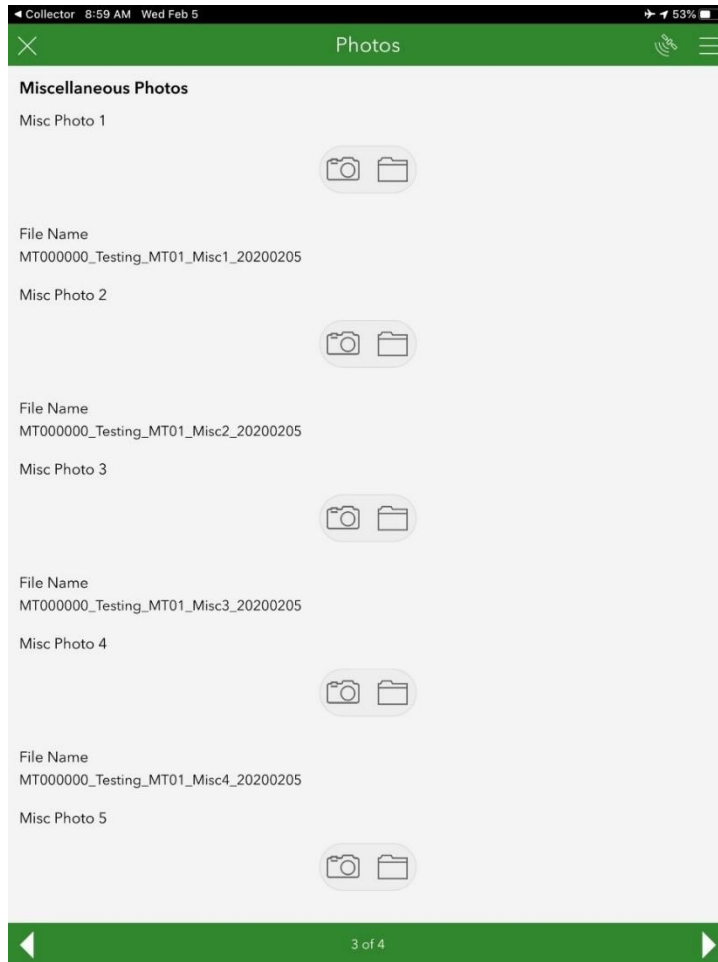 Collector 8:59 AM Wed Feb 5 53%
Photos
Miscellaneous Photos
Misc Photo 1
File Name
MT000000_Testing_MT01_Misc1_20200205
Misc Photo 2
File Name
MT000000_Testing_MT01_Misc2_20200205
Misc Photo 3
File Name
MT000000_Testing_MT01_Misc3_20200205
Misc Photo 4
File Name
MT000000_Testing_MT01_Misc4_20200205
Misc Photo 5
3 of 4